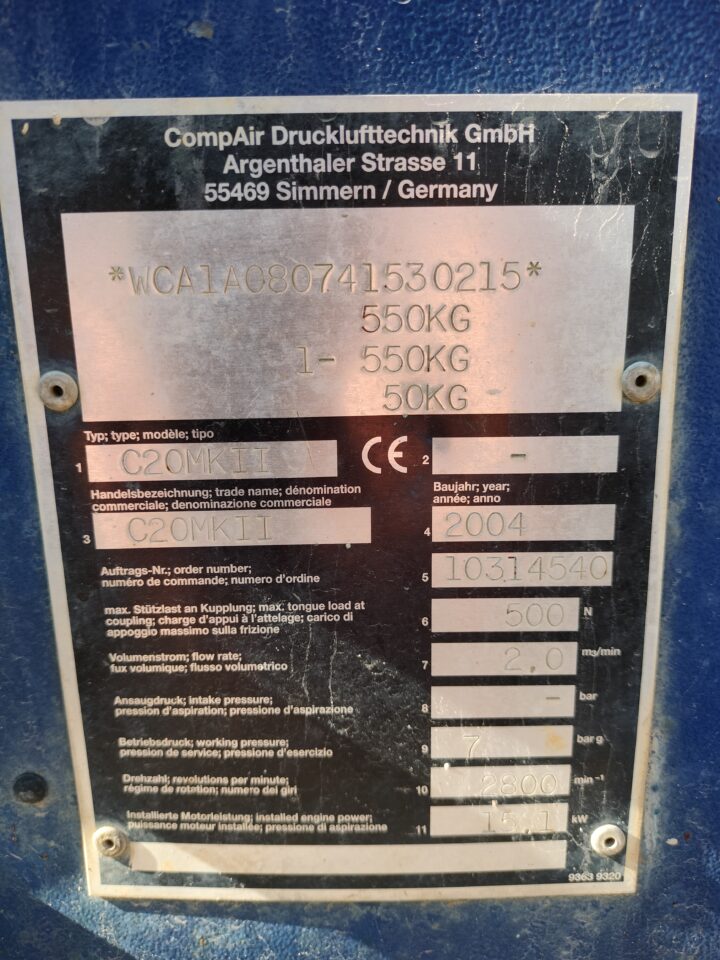 CompAir Drucklufttechnik GmbH
Argenthaler Strasse 11
55469 Simmern / Germany
*WCA1A080741530215*
550KG
1- 550KG
50KG
Typ; type; modèle; tipo
1 C20MKII
CE
2 -
Handelsbezeichnung; trade name; dénomination
commerciale; denominazione commerciale
3 C20MKII
Baujahr; year;
année; anno
4 2004
Auftrags-Nr.; order number;
numéro de commande; numero d'ordine
5 10314540
max. Stützlast an Kupplung; max. tongue load at
coupling; charge d'appui à l'attelage; carico di
appoggio massimo sulla frizione
6 500 N
Volumenstrom; flow rate;
fux volumique; flusso volumetrico
7 2,0 m3/min
Ansaugdruck; intake pressure;
pression d'aspiration; pressione d'aspirazione
8 - bar
Betriebsdruck; working pressure;
pression de service; pressione d'esercizio
9 7 bar g
Drehzahl; revolutions per minute;
régime de rotation; numero dei giri
10 2800 min -1
Installierte Motorleistung; installed engine power;
puissance moteur installée; pressione di aspirazione
11 15,1 kW
9363 9320